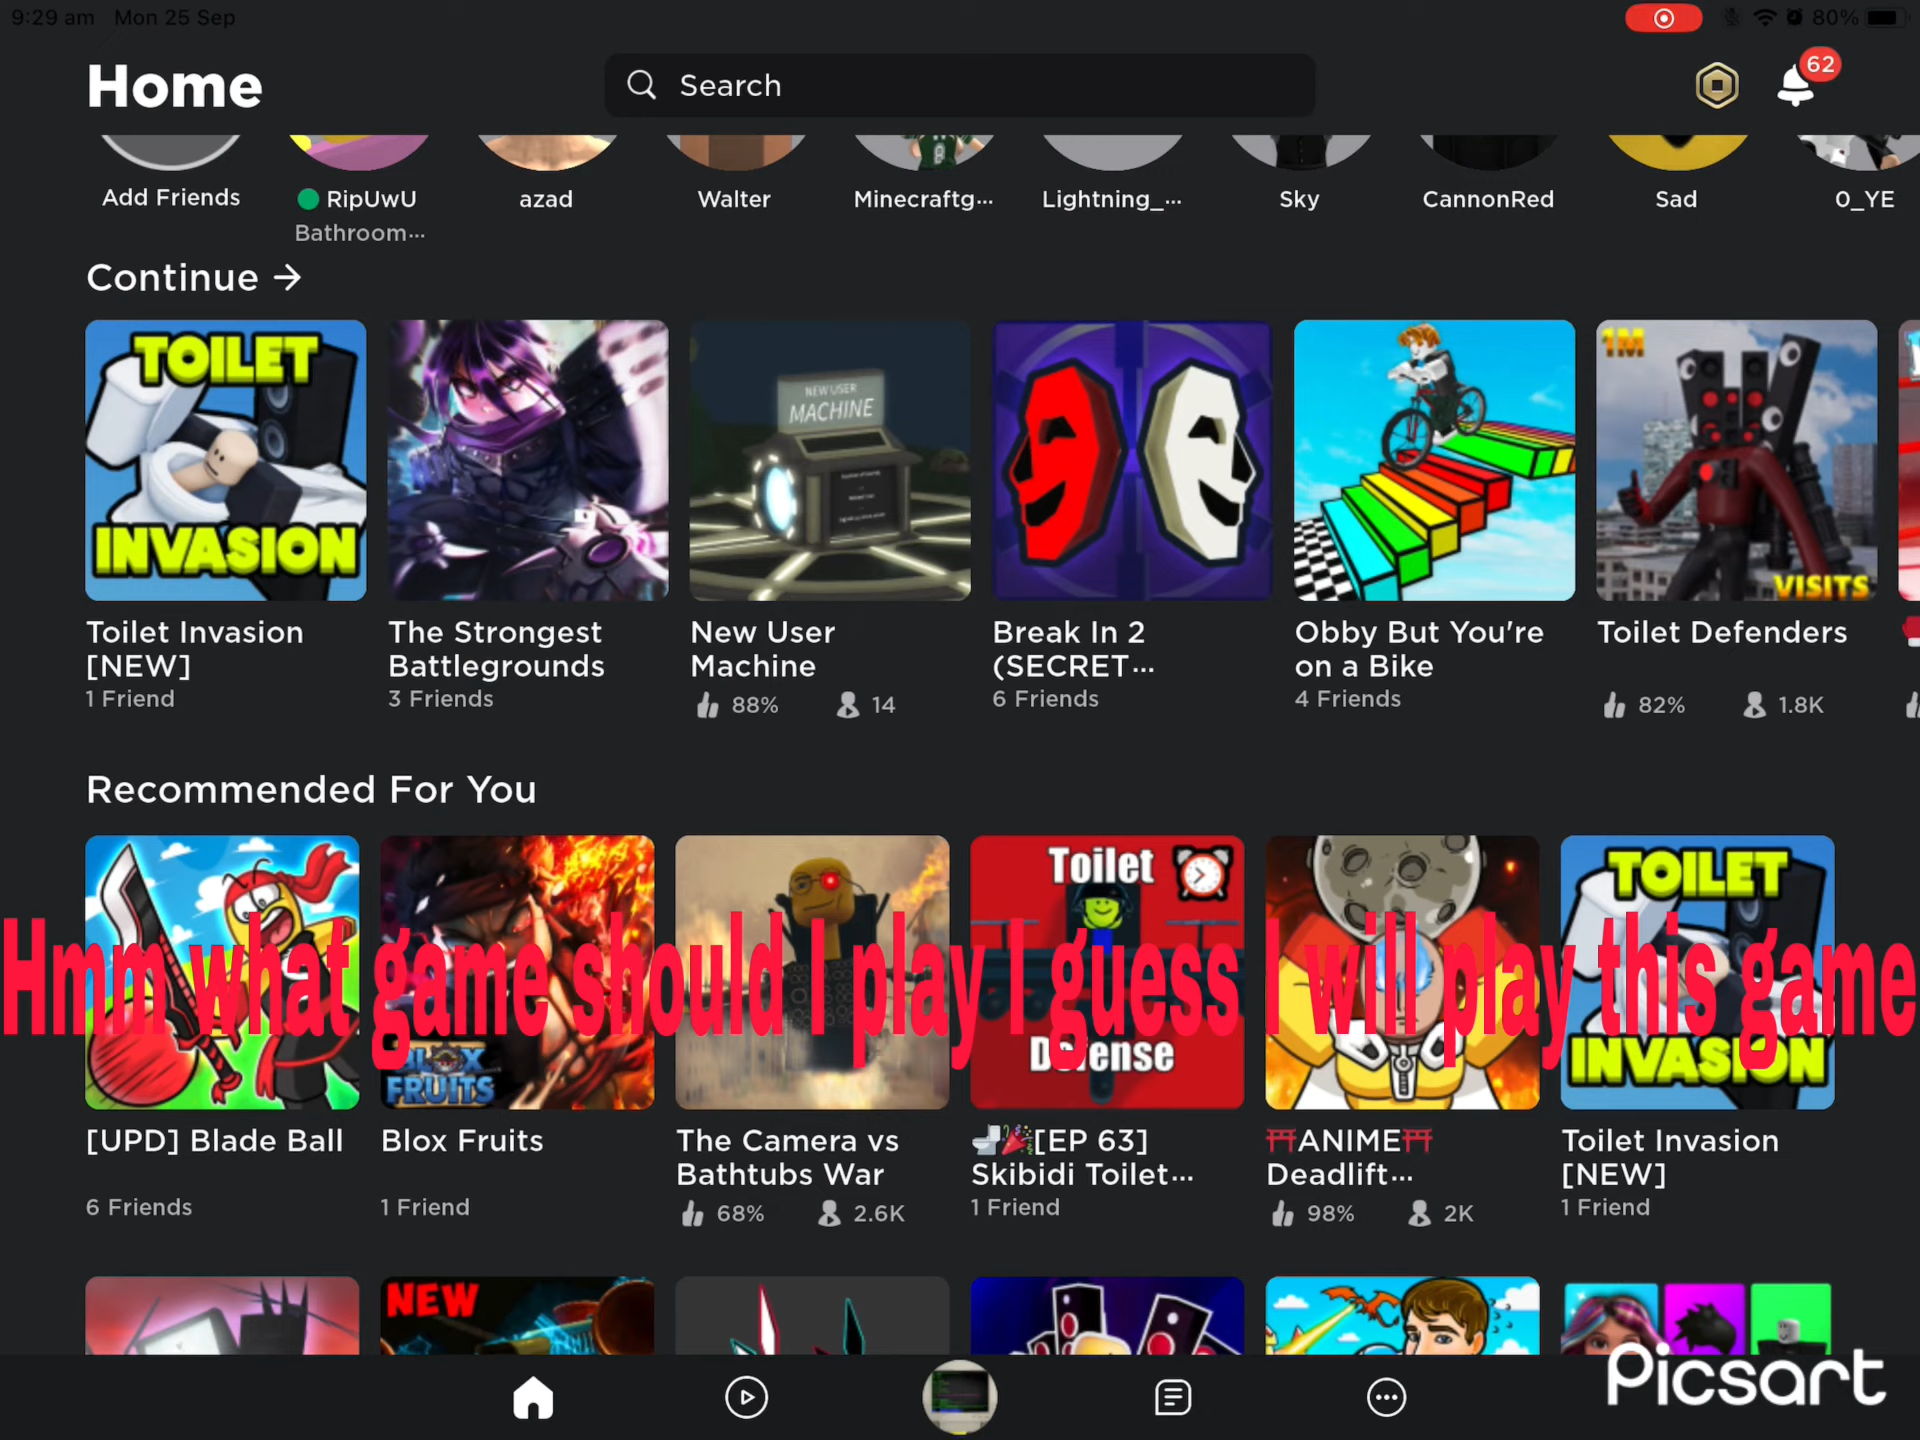 9:29 am Mon 25 Sep
80%
Home
Search
62
Add Friends
RipUwU
azad
Walter
Minecraftg...
Lightning_...
Sky
CannonRed
Sad
0_YE
Bathroom...
Continue →
TOILET
INVASION
NEW USER
MACHINE
1M
VISITS
Toilet Invasion
[NEW]
1 Friend
The Strongest
Battlegrounds
3 Friends
New User
Machine
88% 14
Break In 2
(SECRET...
6 Friends
Obby But You're
on a Bike
4 Friends
Toilet Defenders
82% 1.8K
Recommended For You
BLOX
FRUITS
Toilet
Defense
TOILET
INVASION
Hmm what game should I play I guess I will play this game
[UPD] Blade Ball
6 Friends
Blox Fruits
1 Friend
The Camera vs
Bathtubs War
68% 2.6K
🚽🎉[EP 63]
Skibidi Toilet...
1 Friend
⛩ANIME⛩
Deadlift...
98% 2K
Toilet Invasion
[NEW]
1 Friend
NEW
Picsart